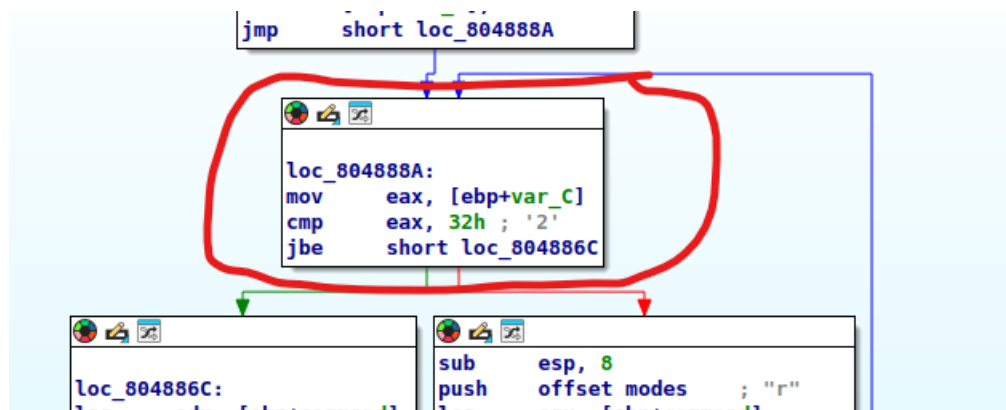 jmp     short loc_804888A
loc_804888A:
mov     eax, [ebp+var_C]
cmp     eax, 32h ; '2'
jbe     short loc_804886C
loc_804886C:
sub     esp, 8
push    offset modes    ; "r"